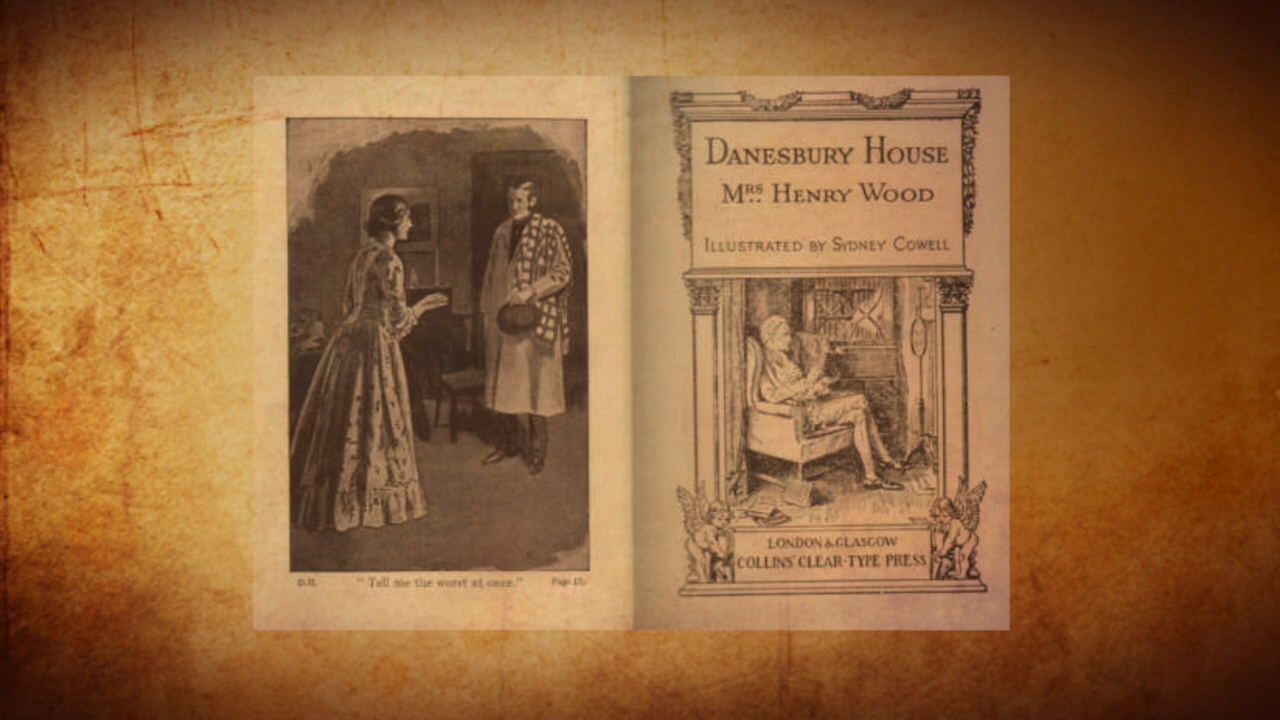 D.H. "Tell me the worst at once." Page
DANESBURY HOUSE
MRS. HENRY WOOD
ILLUSTRATED BY SYDNEY COWELL
LONDON & GLASGOW
COLLINS' CLEAR-TYPE PRESS